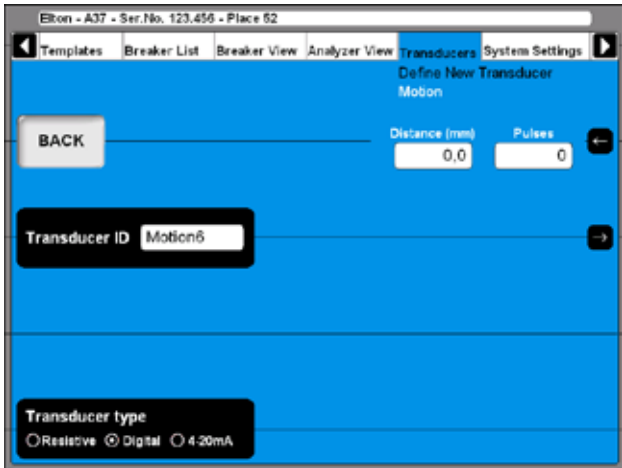 Elton - A37 - Ser.No. 123,456 - Place 52
Templates Breaker List Breaker View Analyzer View Transducers System Settings
Define New Transducer
Motion
Distance (mm) Pulses
BACK
0,0 0
Transducer ID Motion6
Transducer type
Resistive Digital 4-20mA